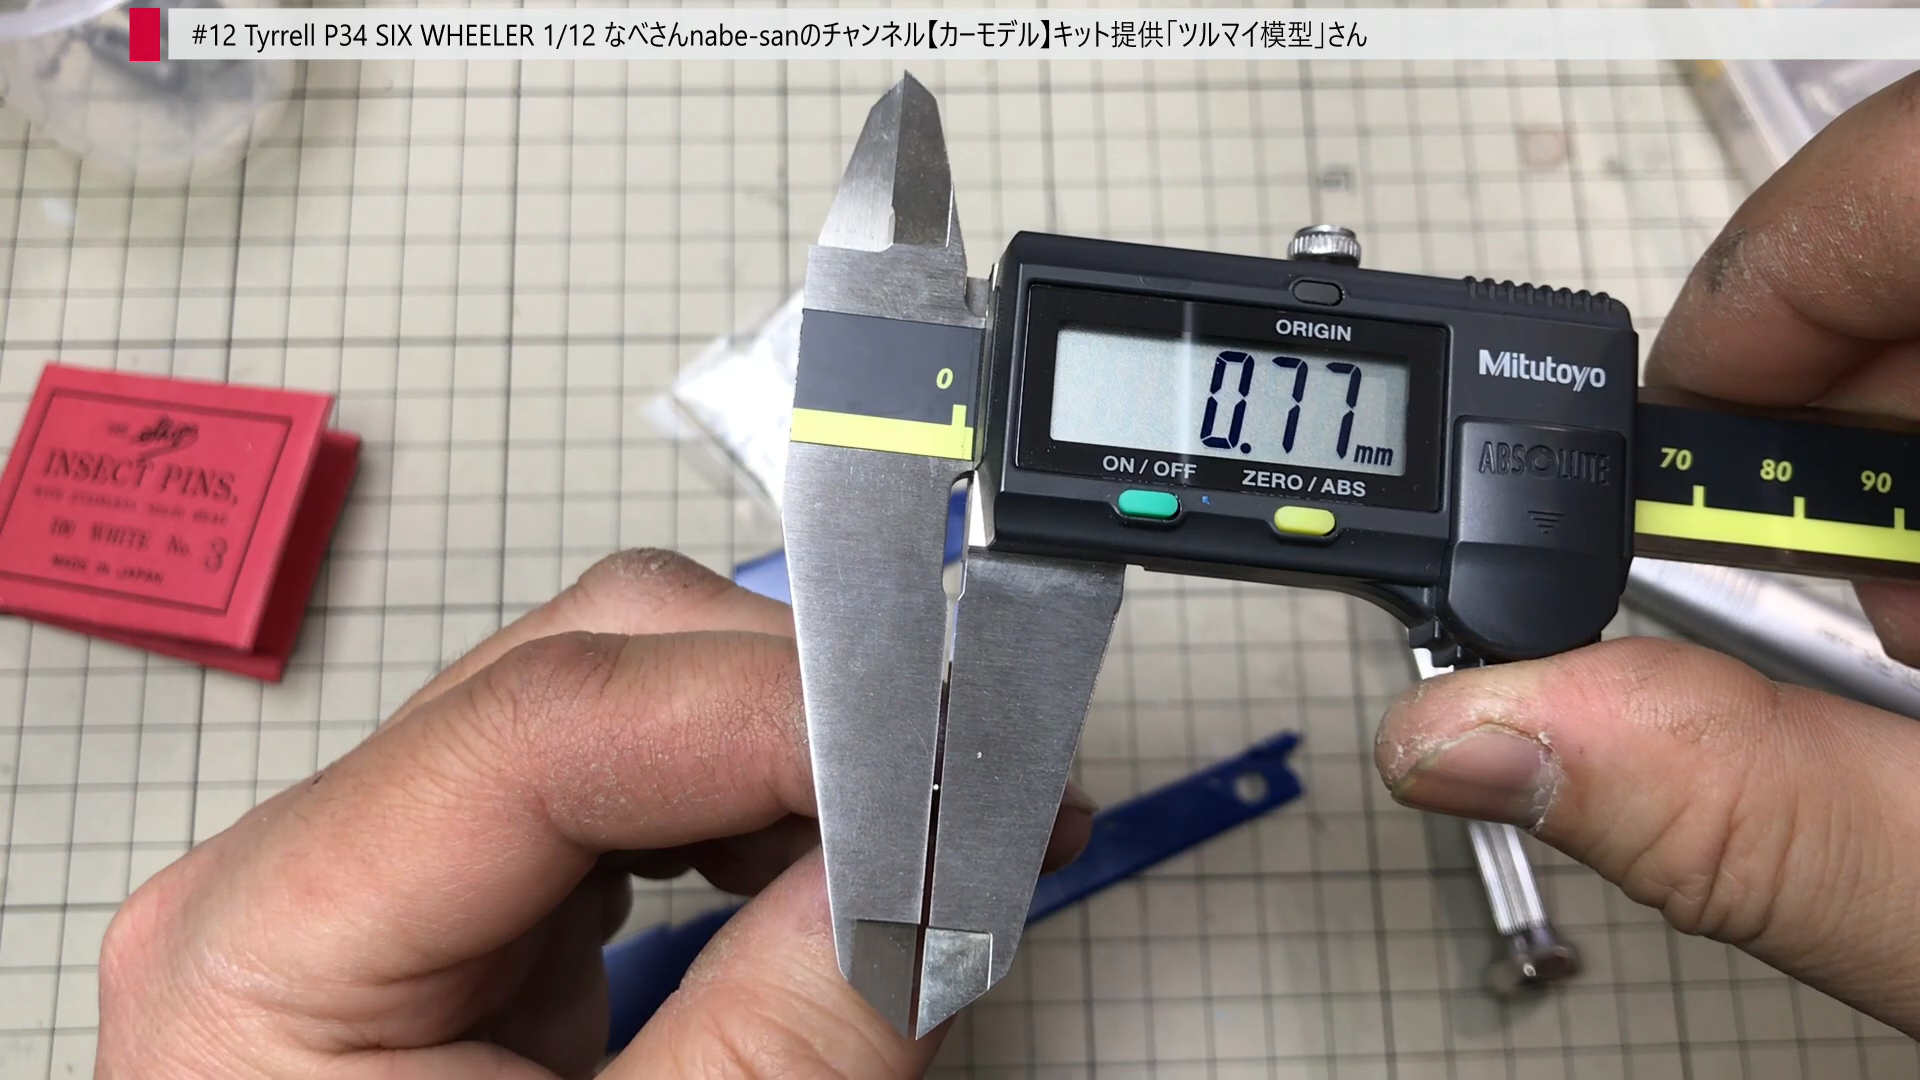 #12 Tyrrell P34 SIX WHEELER 1/12 なべさんnabe-sanのチャンネル【カーモデル】キット提供「ツルマイ模型」さん
ORIGIN
Mitutoyo
0
0.77 mm
ON / OFF
ZERO / ABS
ABSOLUTE
70 80 90
INSECT PINS,
100 WHITE No. 3
MADE IN JAPAN